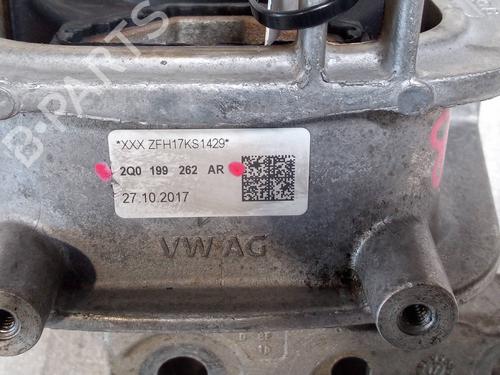 B-PARTS
*XXX ZFH17KS1429*
2Q0 199 262 AR
27.10.2017
VW AG